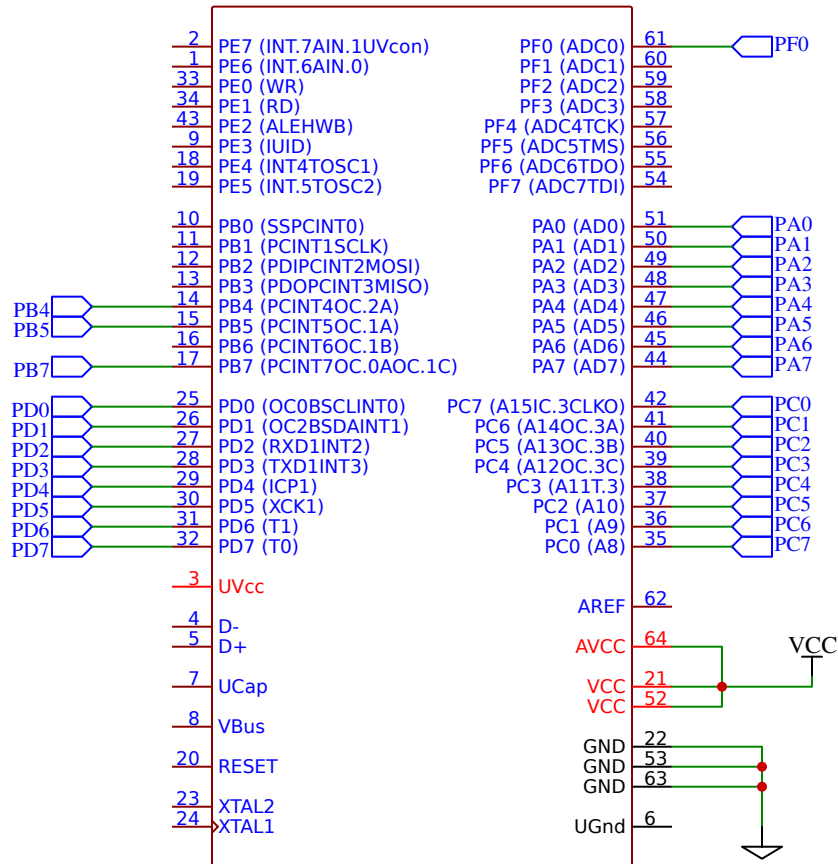 2 PE7 (INT.7AIN.1UVcon) PF0 (ADC0) 61 PF0
1 PE6 (INT.6AIN.0) PF1 (ADC1) 60
33 PE0 (WR) PF2 (ADC2) 59
34 PE1 (RD) PF3 (ADC3) 58
43 PE2 (ALEHWB) PF4 (ADC4TCK) 57
9 PE3 (IUID) PF5 (ADC5TMS) 56
18 PE4 (INT4TOSC1) PF6 (ADC6TDO) 55
19 PE5 (INT.5TOSC2) PF7 (ADC7TDI) 54
10 PB0 (SSPCINT0) PA0 (AD0) 51 PA0
11 PB1 (PCINT1SCLK) PA1 (AD1) 50 PA1
12 PB2 (PDIPCINT2MOSI) PA2 (AD2) 49 PA2
13 PB3 (PDOPCINT3MISO) PA3 (AD3) 48 PA3
PB4 14 PB4 (PCINT4OC.2A) PA4 (AD4) 47 PA4
PB5 15 PB5 (PCINT5OC.1A) PA5 (AD5) 46 PA5
16 PB6 (PCINT6OC.1B) PA6 (AD6) 45 PA6
PB7 17 PB7 (PCINT7OC.0AOC.1C) PA7 (AD7) 44 PA7
PD0 25 PD0 (OC0BSCLINT0) PC7 (A15IC.3CLKO) 42 PC0
PD1 26 PD1 (OC2BSDAINT1) PC6 (A14OC.3A) 41 PC1
PD2 27 PD2 (RXD1INT2) PC5 (A13OC.3B) 40 PC2
PD3 28 PD3 (TXD1INT3) PC4 (A12OC.3C) 39 PC3
PD4 29 PD4 (ICP1) PC3 (A11T.3) 38 PC4
PD5 30 PD5 (XCK1) PC2 (A10) 37 PC5
PD6 31 PD6 (T1) PC1 (A9) 36 PC6
PD7 32 PD7 (T0) PC0 (A8) 35 PC7
3 UVcc
AREF 62
4 D-
5 D+ AVCC 64 VCC
7 UCap VCC 21
VCC 52
8 VBus
GND 22
20 RESET GND 53
GND 63
23 XTAL2
24 XTAL1 UGnd 6